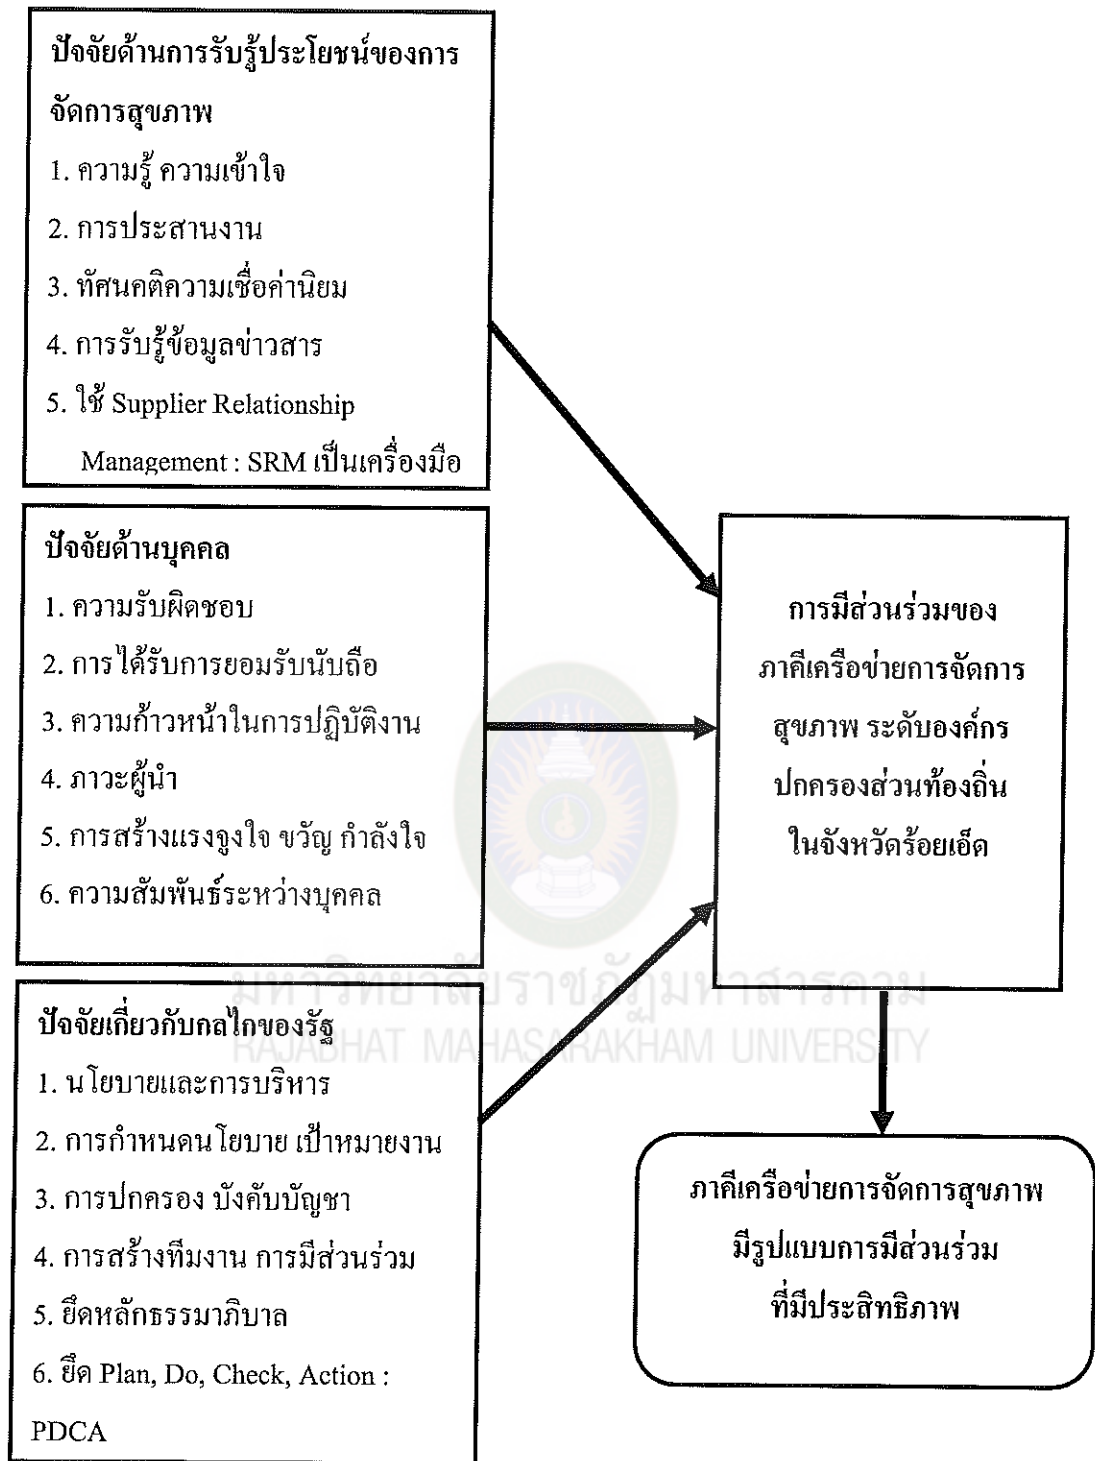 ปัจจัยด้านการรับรู้ประโยชน์ของการ
จัดการสุขภาพ
1. ความรู้ ความเข้าใจ
2. การประสานงาน
3. ทัศนคติความเชื่อค่านิยม
4. การรับรู้ข้อมูลข่าวสาร
5. ใช้ Supplier Relationship
Management : SRM เป็นเครื่องมือ
ปัจจัยด้านบุคคล
1. ความรับผิดชอบ
2. การได้รับการยอมรับนับถือ
3. ความก้าวหน้าในการปฏิบัติงาน
4. ภาวะผู้นำ
5. การสร้างแรงจูงใจ ขวัญ กำลังใจ
6. ความสัมพันธ์ระหว่างบุคคล
ปัจจัยเกี่ยวกับกลไกของรัฐ
1. นโยบายและการบริหาร
2. การกำหนดนโยบาย เป้าหมายงาน
3. การปกครอง บังคับบัญชา
4. การสร้างทีมงาน การมีส่วนร่วม
5. ยึดหลักธรรมาภิบาล
6. ยึด Plan, Do, Check, Action :
PDCA
การมีส่วนร่วมของ
ภาคีเครือข่ายการจัดการ
สุขภาพ ระดับองค์กร
ปกครองส่วนท้องถิ่น
ในจังหวัดร้อยเอ็ด
ภาคีเครือข่ายการจัดการสุขภาพ
มีรูปแบบการมีส่วนร่วม
ที่มีประสิทธิภาพ
มหาวิทยาลัยราชภัฏมหาสารคาม
RAJABHAT MAHASARAKHAM UNIVERSITY